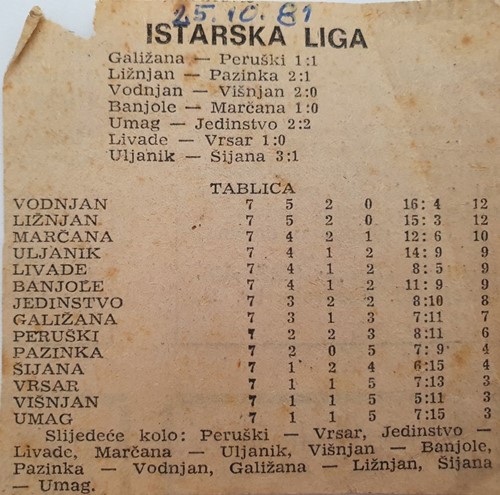 25.10.81
ISTARSKA LIGA
Galižana — Peruški 1:1
Ližnjan — Pazinka 2:1
Vodnjan — Višnjan 2:0
Banjole — Marčana 1:0
Umag — Jedinstvo 2:2
Livade — Vrsar 1:0
Uljanik — Šijana 3:1
TABLICA
VODNJAN 7 5 2 0 16: 4 12
LIŽNJAN 7 5 2 0 15: 3 12
MARČANA 7 4 2 1 12: 6 10
ULJANIK 7 4 1 2 14: 9 9
LIVADE 7 4 1 2 8: 5 9
BANJOLE 7 4 1 2 11: 9 9
JEDINSTVO 7 3 2 2 8:10 8
GALIŽANA 7 3 1 3 7:11 7
PERUŠKI 7 2 2 3 8:11 6
PAZINKA 7 2 0 5 7: 9 4
ŠIJANA 7 1 2 4 6:15 4
VRSAR 7 1 1 5 7:13 3
VIŠNJAN 7 1 1 5 5:11 3
UMAG 7 1 1 5 7:15 3
Slijedeće kolo: Peruški — Vrsar, Jedinstvo —
Livade, Marčana — Uljanik, Višnjan — Banjole,
Pazinka — Vodnjan, Galižana — Ližnjan, Šijana
— Umag.